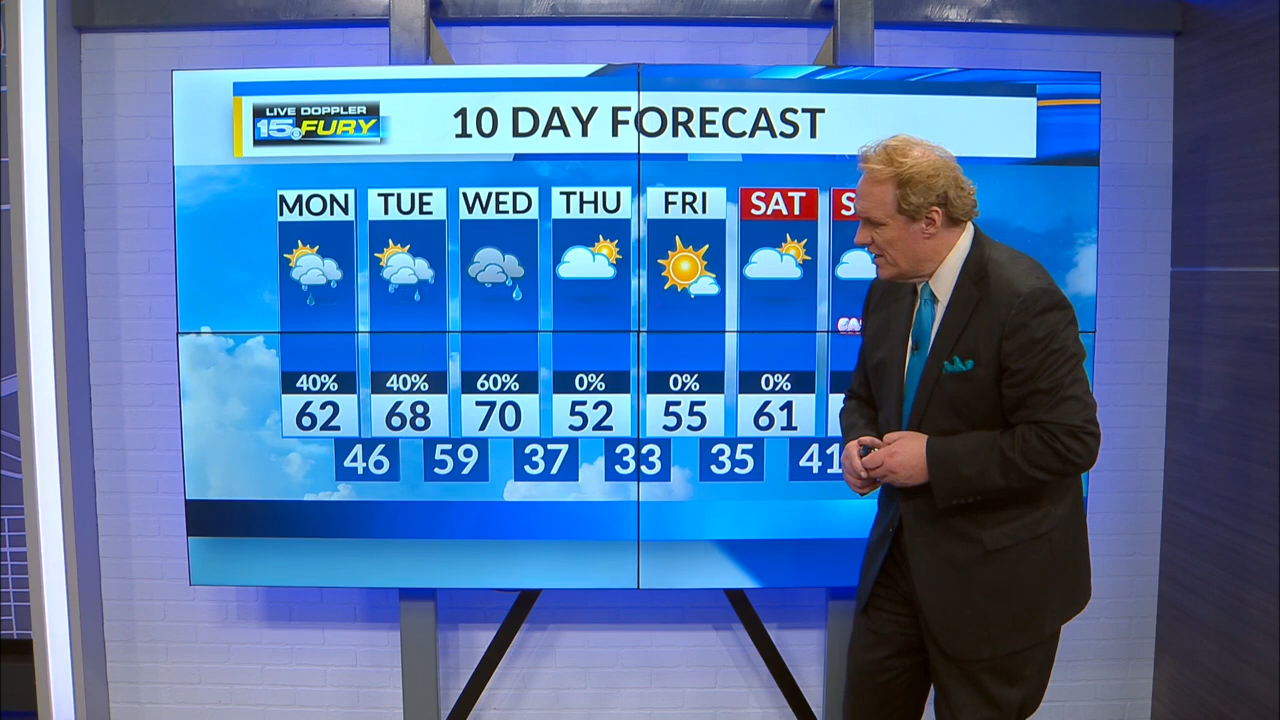 LIVE DOPPLER
15 FURY
10 DAY FORECAST
MON TUE WED THU FRI SAT
40% 40% 60% 0% 0% 0%
62 68 70 52 55 61
46 59 37 33 35 41